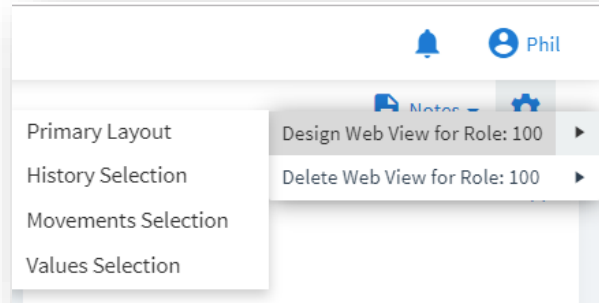 Phil
Notes
Primary Layout
Design Web View for Role: 100
History Selection
Delete Web View for Role: 100
Movements Selection
Values Selection